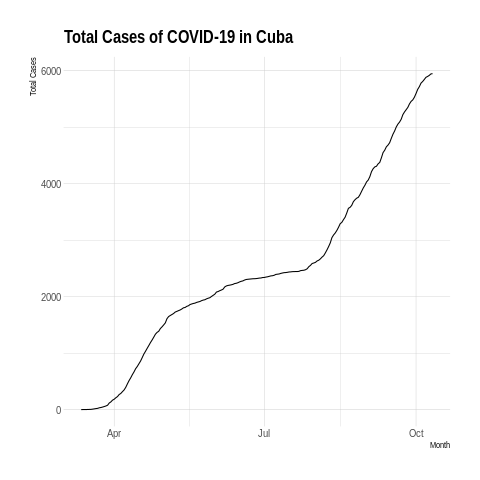 Total Cases of COVID-19 in Cuba
Total Cases
6000
4000
2000
0
Apr Jul Oct
Month